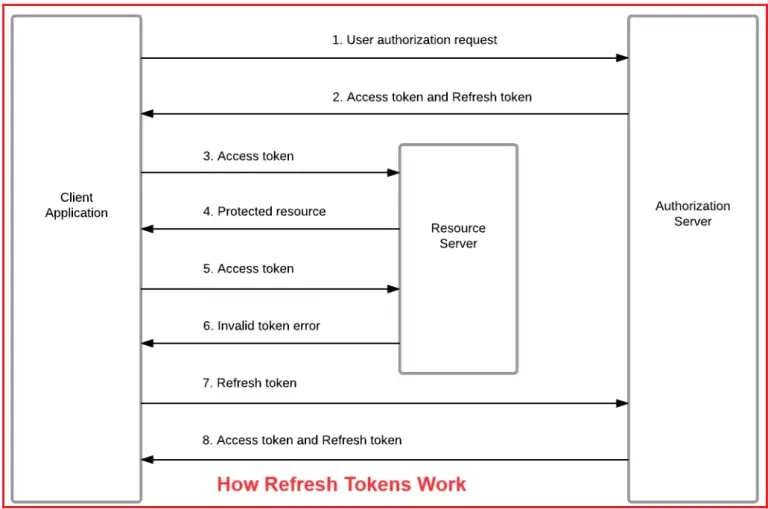 1. User authorization request
2. Access token and Refresh token
3. Access token
Client
Application
4. Protected resource
Resource
Server
Authorization
Server
5. Access token
6. Invalid token error
7. Refresh token
8. Access token and Refresh token
How Refresh Tokens Work